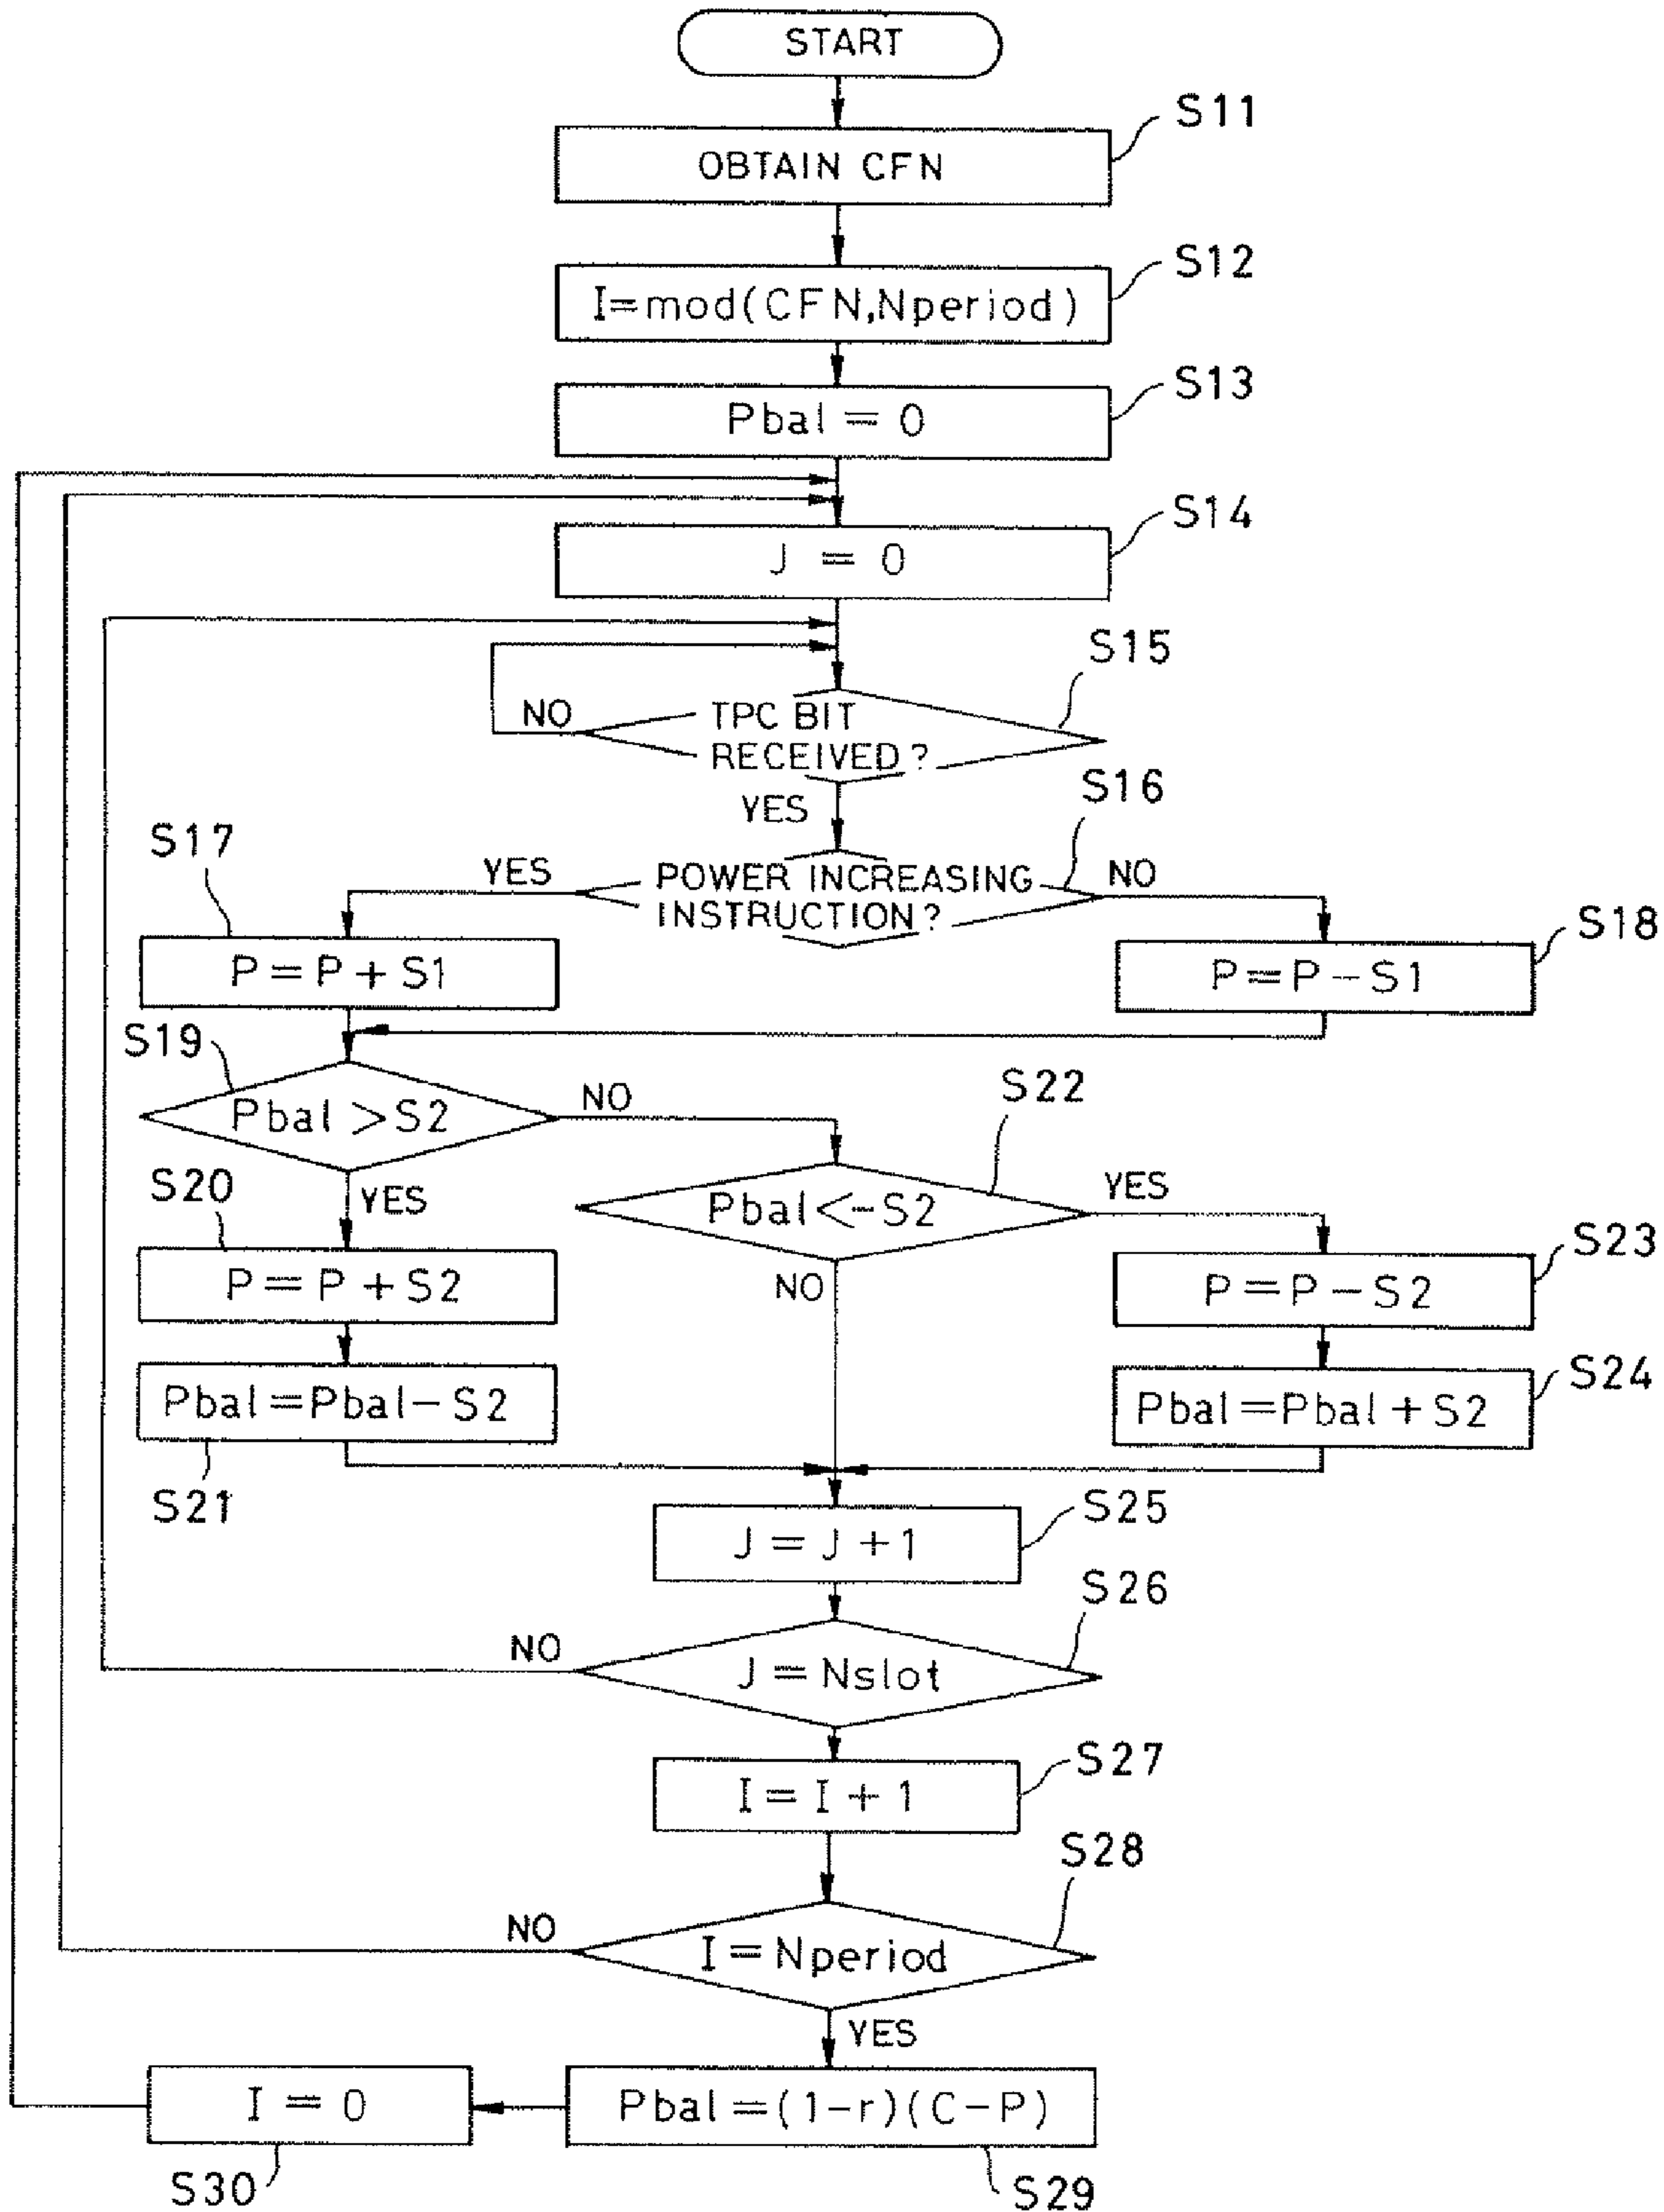 START
S11
OBTAIN CFN
S12
I=mod(CFN,Nperiod)
S13
Pbal = 0
S14
J = 0
S15
NO
TPC BIT
RECEIVED?
YES
S16
S17
YES
POWER INCREASING
INSTRUCTION?
NO
S18
P = P + S1
P = P - S1
S19
Pbal > S2
NO
S22
S20
YES
Pbal < -S2
YES
S23
P = P + S2
NO
P = P - S2
S24
Pbal = Pbal - S2
Pbal = Pbal + S2
S21
S25
J = J + 1
S26
NO
J = Nslot
S27
I = I + 1
S28
NO
I = Nperiod
YES
I = 0
Pbal = (1-r)(C-P)
S30
S29